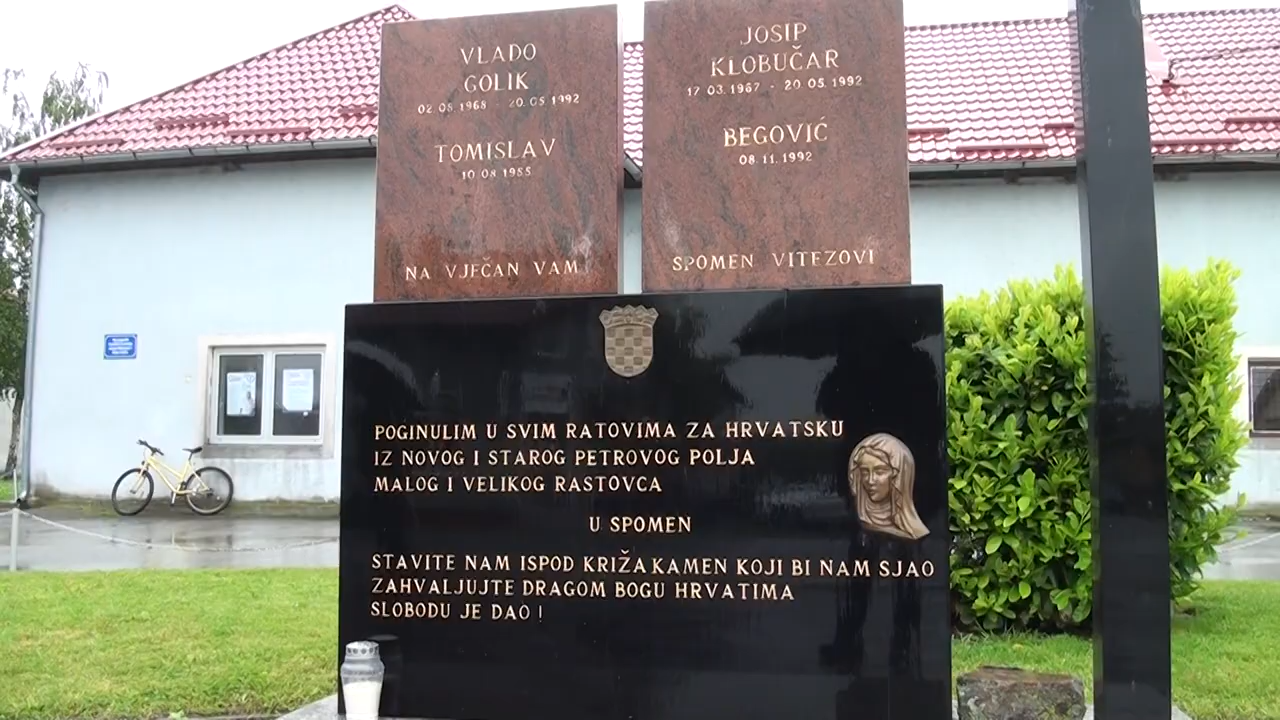 VLADO
GOLIK
02.08.1968 - 20.05.1992
TOMISLAV
10.08.1955
NA VJEČAN VAM
JOSIP
KLOBUČAR
17.03.1967 - 20.05.1992
BEGOVIĆ
08.11.1992
SPOMEN VITEZOVI
POGINULIM U SVIM RATOVIMA ZA HRVATSKU
IZ NOVOG I STAROG PETROVOG POLJA
MALOG I VELIKOG RASTOVCA
U SPOMEN
STAVITE NAM ISPOD KRIŽA KAMEN KOJI BI NAM SJAO
ZAHVALJUJTE DRAGOM BOGU HRVATIMA
SLOBODU JE DAO !